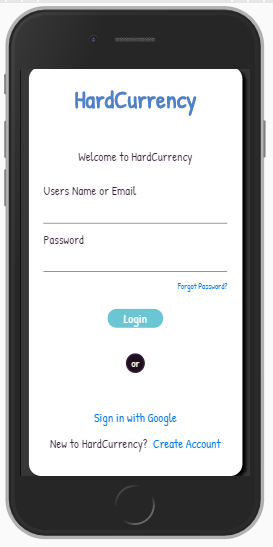 HardCurrency
Welcome to HardCurrency
Users Name or Email
Password
Forgot Password?
Login
or
Sign in with Google
New to HardCurrency? Create Account